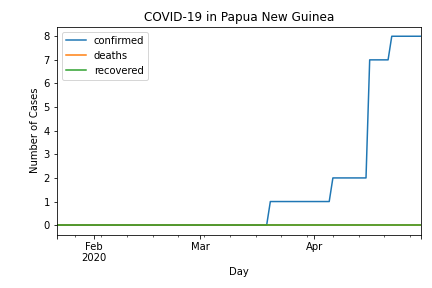 COVID-19 in Papua New Guinea
confirmed
deaths
recovered
8
7
6
5
4
3
2
1
0
Number of Cases
Feb
2020
Mar
Apr
Day